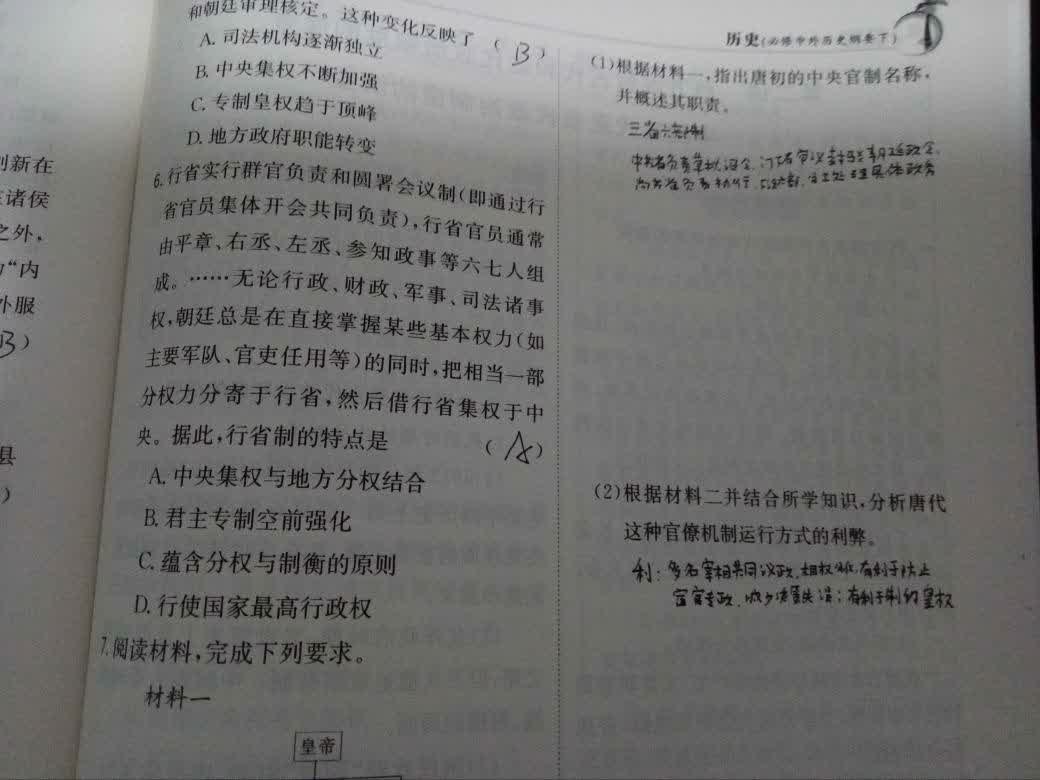 和朝廷审理核定。这种变化反映了 (B)
A. 司法机构逐渐独立
B. 中央集权不断加强
C. 专制皇权趋于顶峰
D. 地方政府职能转变
6. 行省实行群官负责和圆署会议制(即通过行
省官员集体开会共同负责),行省官员通常
由平章、右丞、左丞、参知政事等六七人组
成。……无论行政、财政、军事、司法诸事
权,朝廷总是在直接掌握某些基本权力(如
主要军队、官吏任用等)的同时,把相当一部
分权力分寄于行省,然后借行省集权于中
央。据此,行省制的特点是 (A)
A. 中央集权与地方分权结合
B. 君主专制空前强化
C. 蕴含分权与制衡的原则
D. 行使国家最高行政权
7. 阅读材料,完成下列要求。
材料一
皇帝
新在
诸侯
之外,
“内
外服
B)
县
)
历史(必修中外历史纲要下)
(1)根据材料一,指出唐初的中央官制名称,
并概述其职责。
三省六部制
中书省负责草拟诏令,门下省审议封驳
尚书省负责执行,
(2)根据材料二并结合所学知识,分析唐代
这种官僚机制运行方式的利弊。
利:多名宰相共同议政,相权分散,有利于防止
官专政,减少决策失误;有利于制约皇权